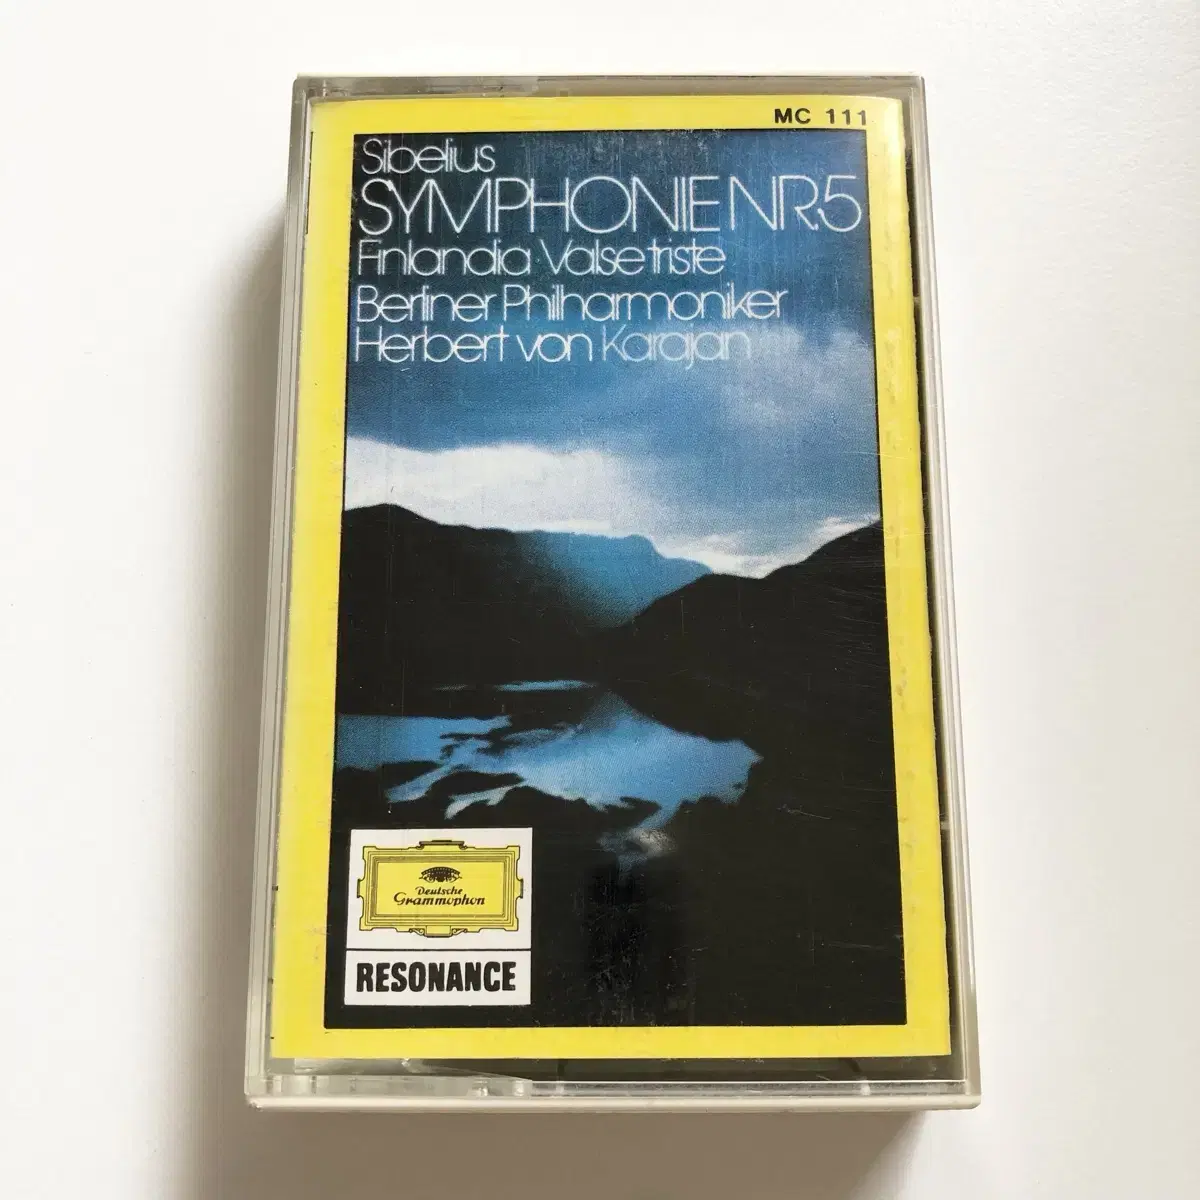 MC 111
Sibelius
SYMPHONIE NR.5
Finlandia Valse triste
Berliner Philharmoniker
Herbert von Karajan
Deutsche
Grammophon
RESONANCE